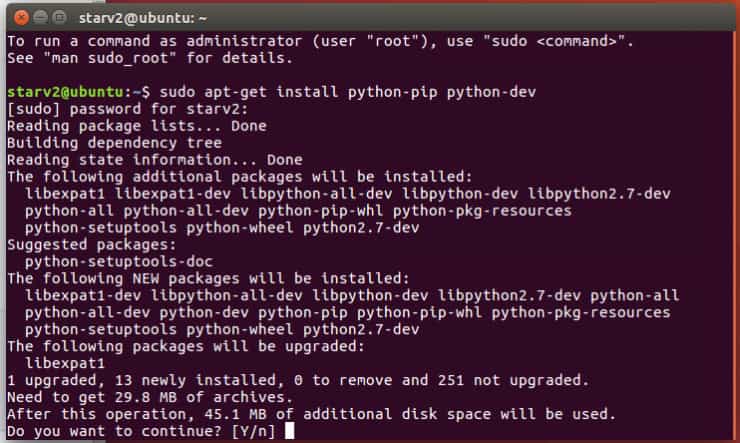 starv2@ubuntu: ~
To run a command as administrator (user "root"), use "sudo <command>".
See "man sudo_root" for details.
starv2@ubuntu:~$ sudo apt-get install python-pip python-dev
[sudo] password for starv2:
Reading package lists... Done
Building dependency tree
Reading state information... Done
The following additional packages will be installed:
libexpat1 libexpat1-dev libpython-all-dev libpython-dev libpython2.7-dev
python-all python-all-dev python-pip-whl python-pkg-resources
python-setuptools python-wheel python2.7-dev
Suggested packages:
python-setuptools-doc
The following NEW packages will be installed:
libexpat1-dev libpython-all-dev libpython-dev libpython2.7-dev python-all
python-all-dev python-dev python-pip python-pip-whl python-pkg-resources
python-setuptools python-wheel python2.7-dev
The following packages will be upgraded:
libexpat1
1 upgraded, 13 newly installed, 0 to remove and 251 not upgraded.
Need to get 29.8 MB of archives.
After this operation, 45.1 MB of additional disk space will be used.
Do you want to continue? [Y/n]